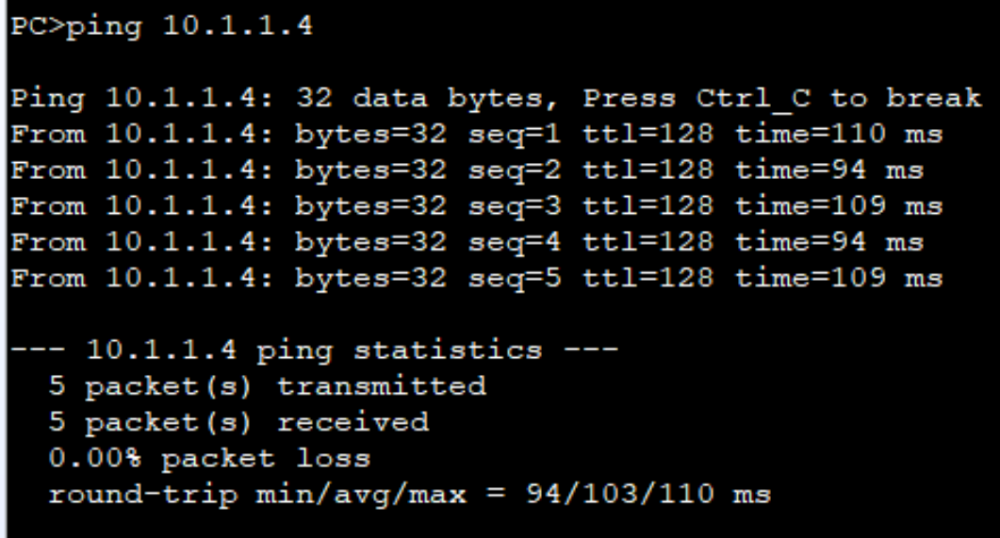 PC>ping 10.1.1.4
Ping 10.1.1.4: 32 data bytes, Press Ctrl_C to break
From 10.1.1.4: bytes=32 seq=1 ttl=128 time=110 ms
From 10.1.1.4: bytes=32 seq=2 ttl=128 time=94 ms
From 10.1.1.4: bytes=32 seq=3 ttl=128 time=109 ms
From 10.1.1.4: bytes=32 seq=4 ttl=128 time=94 ms
From 10.1.1.4: bytes=32 seq=5 ttl=128 time=109 ms
--- 10.1.1.4 ping statistics ---
5 packet(s) transmitted
5 packet(s) received
0.00% packet loss
round-trip min/avg/max = 94/103/110 ms